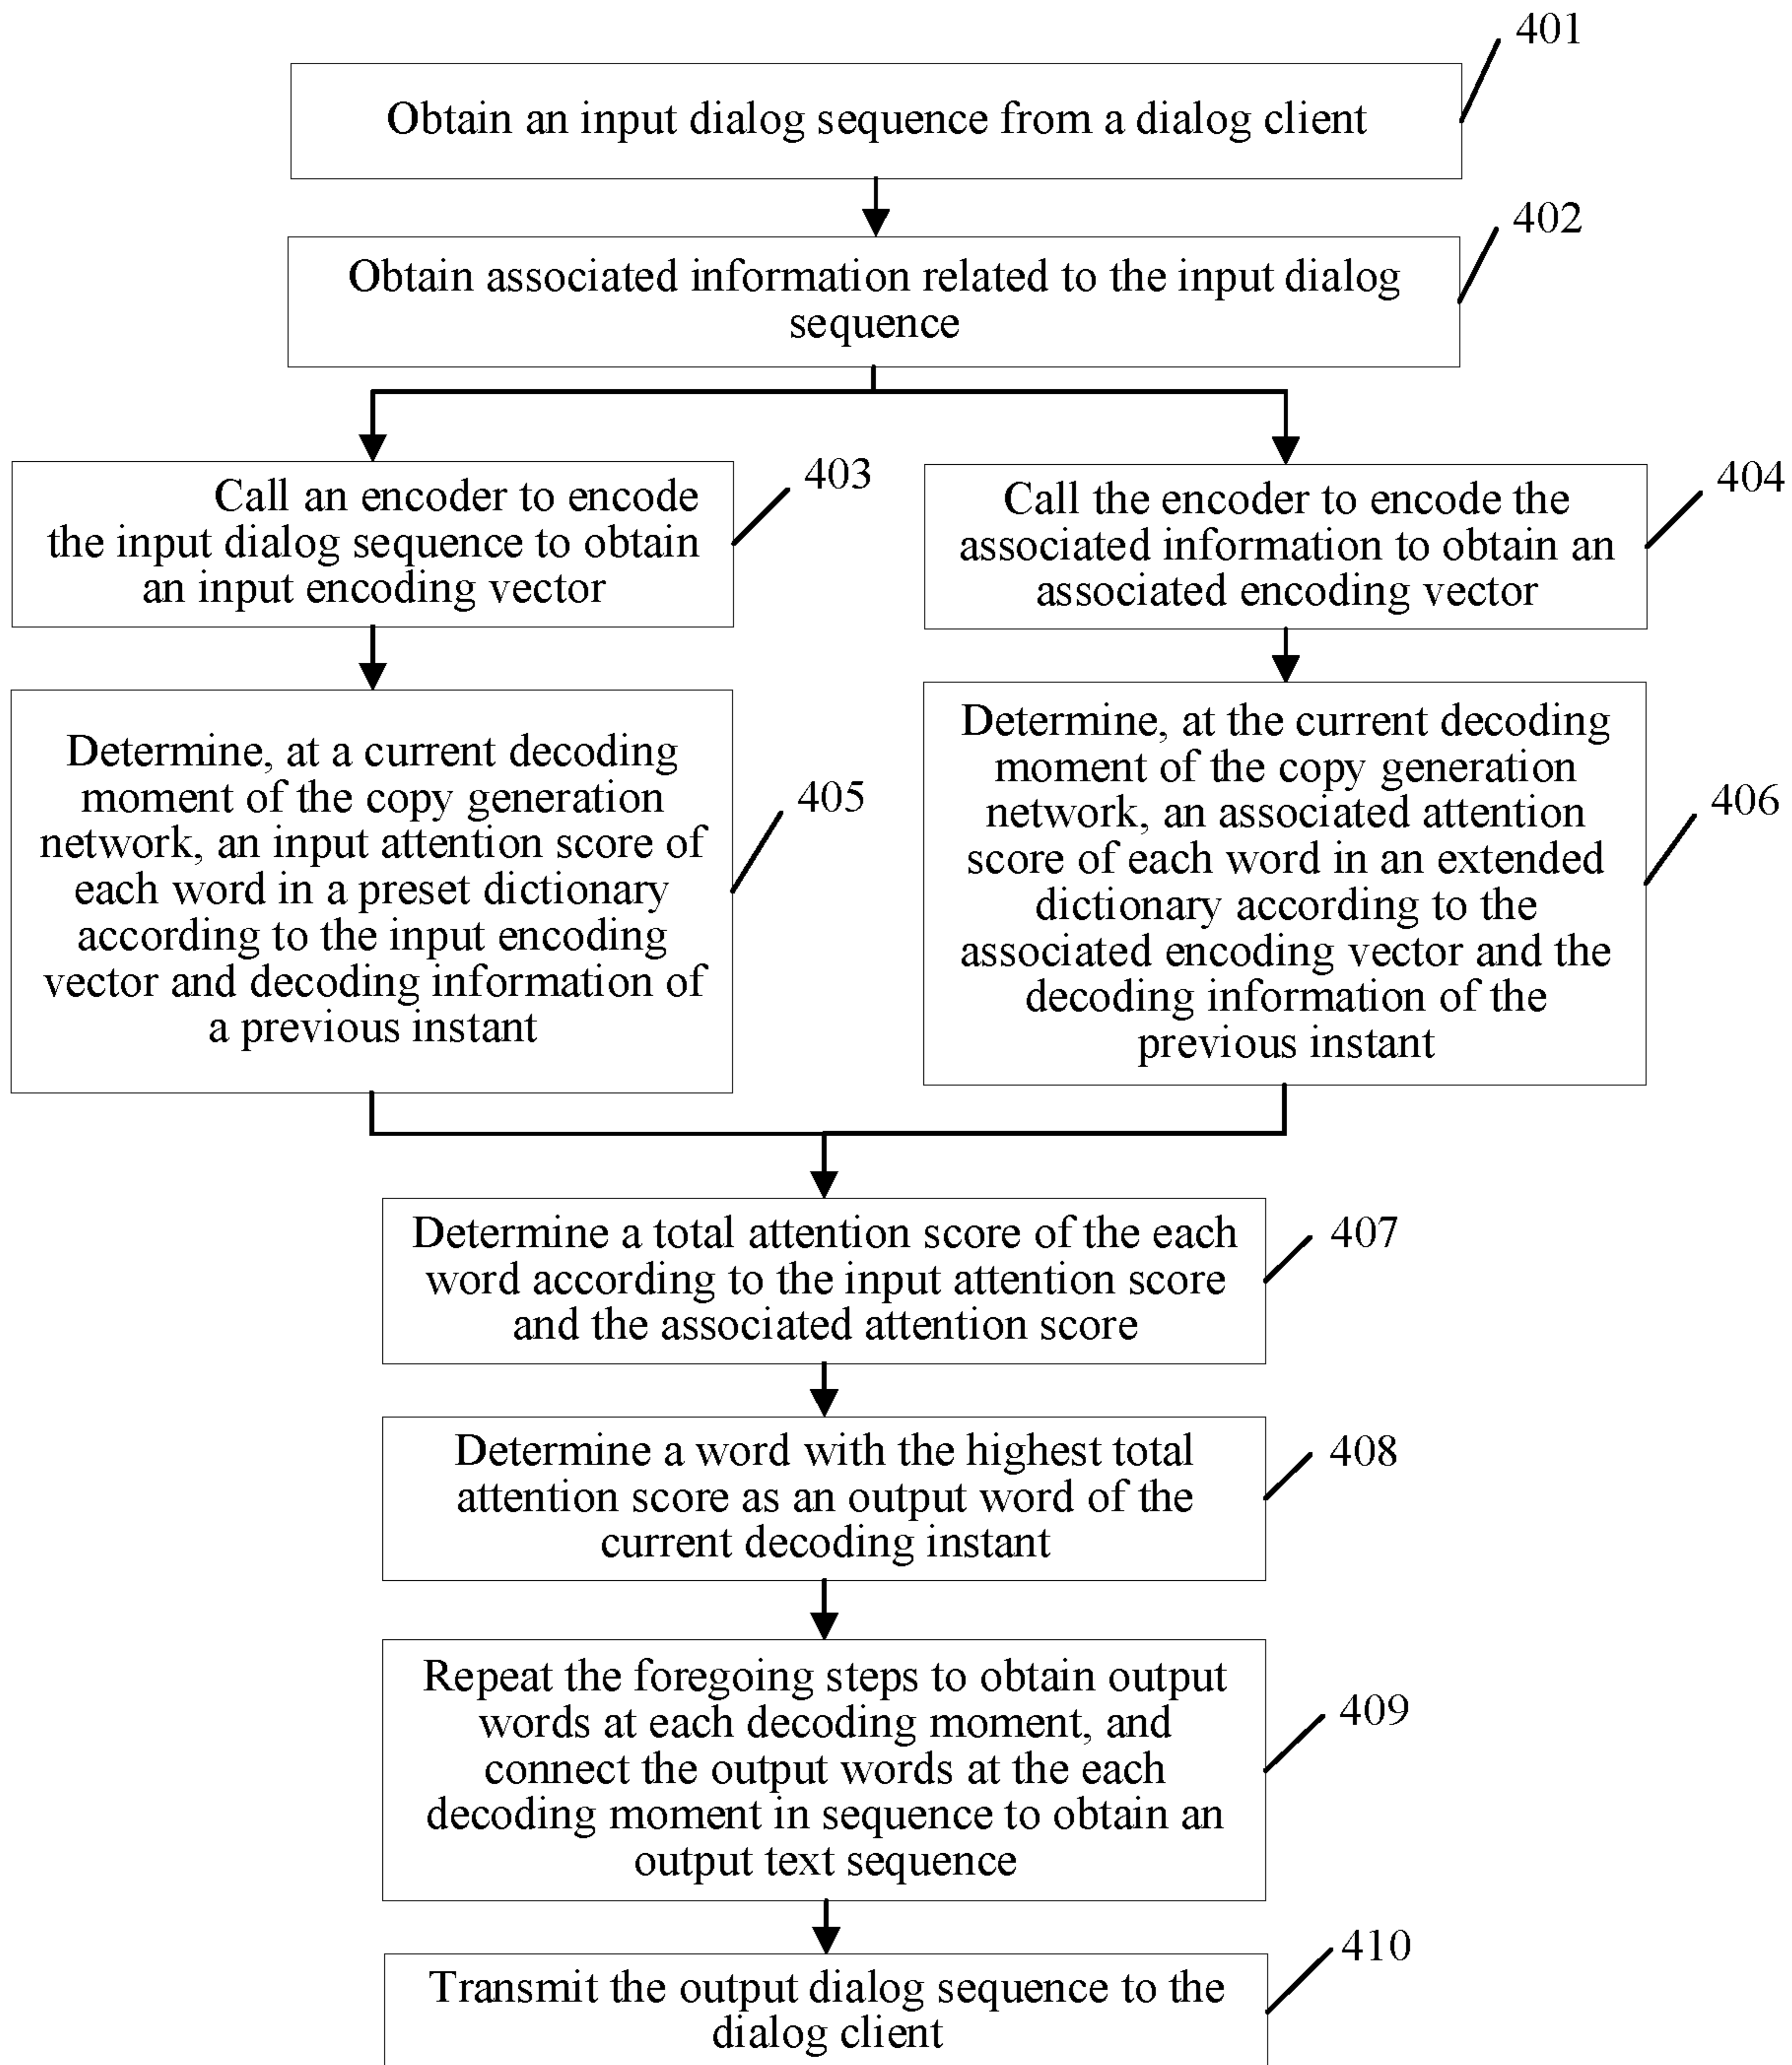 401
Obtain an input dialog sequence from a dialog client
402
Obtain associated information related to the input dialog
sequence
403
Call an encoder to encode
the input dialog sequence to obtain
an input encoding vector
404
Call the encoder to encode the
associated information to obtain an
associated encoding vector
405
Determine, at a current decoding
moment of the copy generation
network, an input attention score of
each word in a preset dictionary
according to the input encoding
vector and decoding information of
a previous instant
406
Determine, at the current decoding
moment of the copy generation
network, an associated attention
score of each word in an extended
dictionary according to the
associated encoding vector and the
decoding information of the
previous instant
407
Determine a total attention score of the each
word according to the input attention score
and the associated attention score
408
Determine a word with the highest total
attention score as an output word of the
current decoding instant
409
Repeat the foregoing steps to obtain output
words at each decoding moment, and
connect the output words at the each
decoding moment in sequence to obtain an
output text sequence
410
Transmit the output dialog sequence to the
dialog client